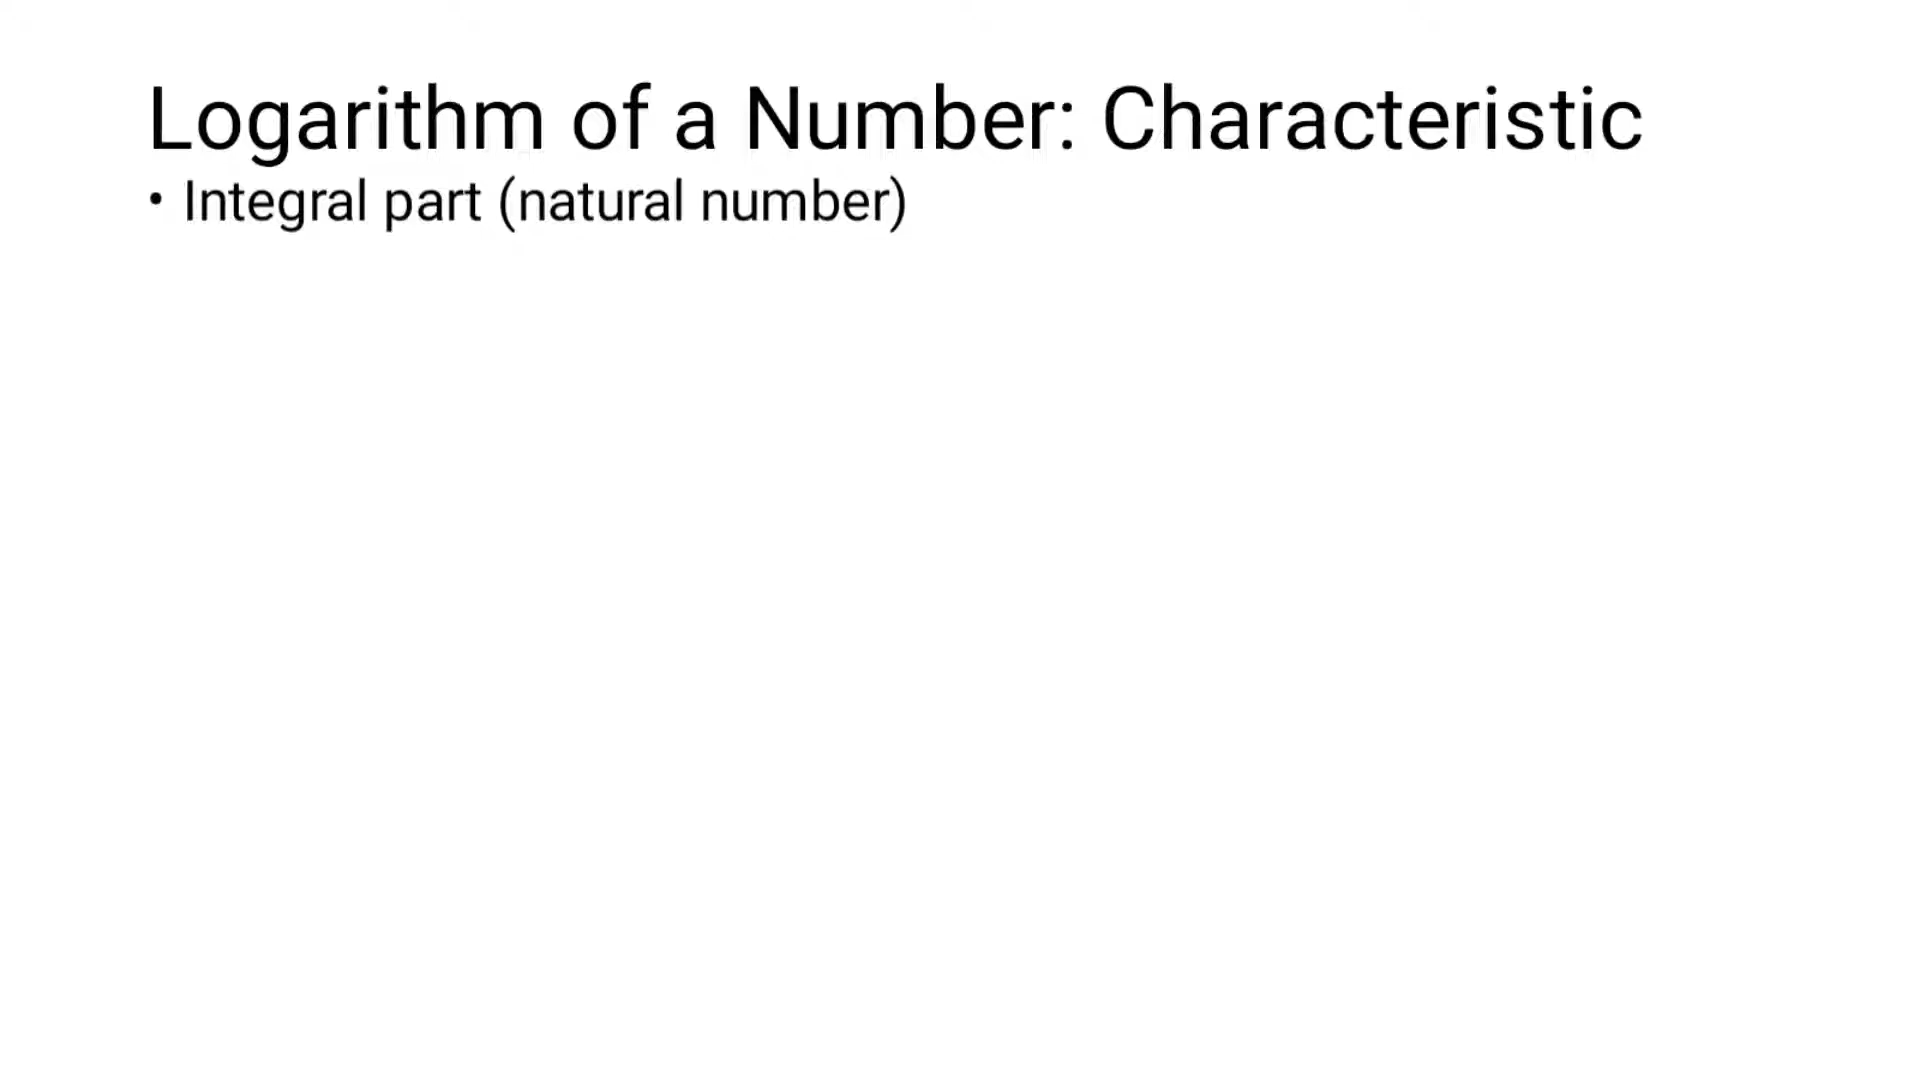 Logarithm of a Number: Characteristic
• Integral part (natural number)